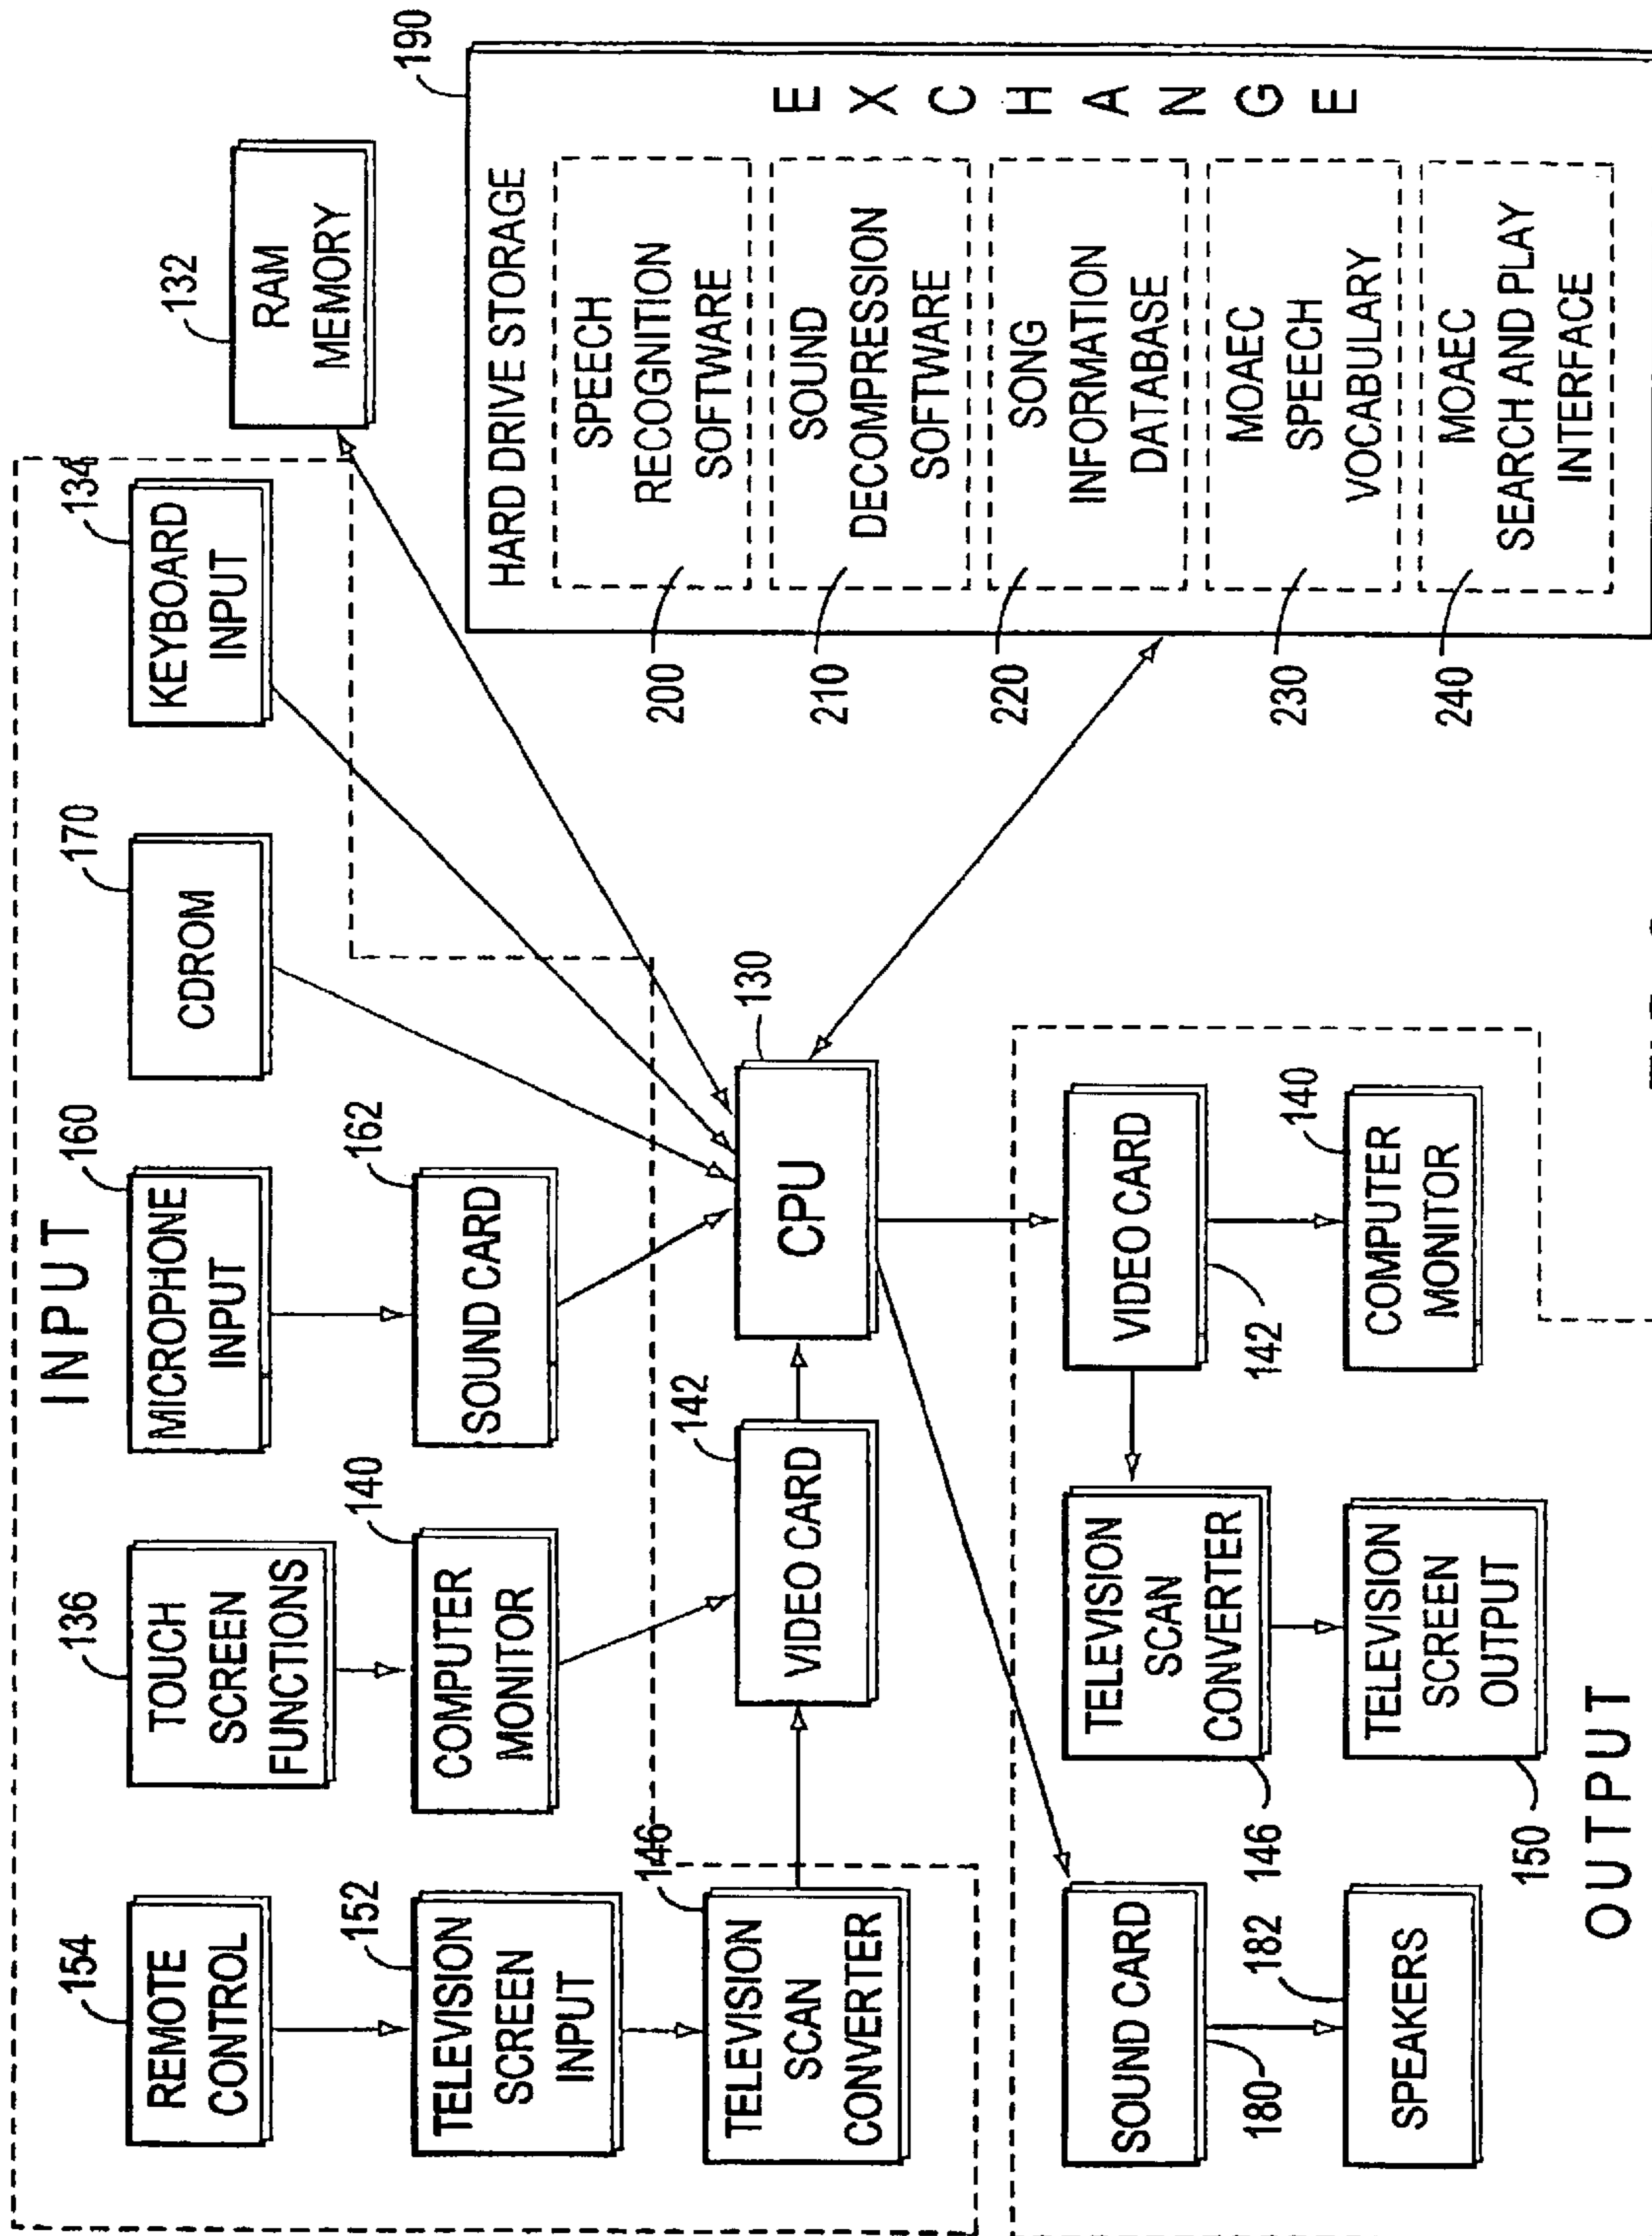 INPUT
154
REMOTE
CONTROL
136
TOUCH
SCREEN
FUNCTIONS
160
MICROPHONE
INPUT
170
CDROM
134
KEYBOARD
INPUT
132
RAM
MEMORY
152
TELEVISION
SCREEN
INPUT
140
COMPUTER
MONITOR
162
SOUND CARD
146
TELEVISION
SCAN
CONVERTER
142
VIDEO CARD
130
CPU
190
HARD DRIVE STORAGE
200
SPEECH
RECOGNITION
SOFTWARE
210
SOUND
DECOMPRESSION
SOFTWARE
220
SONG
INFORMATION
DATABASE
230
MOAEC
SPEECH
VOCABULARY
240
MOAEC
SEARCH AND PLAY
INTERFACE
EXCHANGE
SOUND CARD
180
182
SPEAKERS
TELEVISION
SCAN
CONVERTER
146
TELEVISION
SCREEN
OUTPUT
150
VIDEO CARD
142
140
COMPUTER
MONITOR
OUTPUT